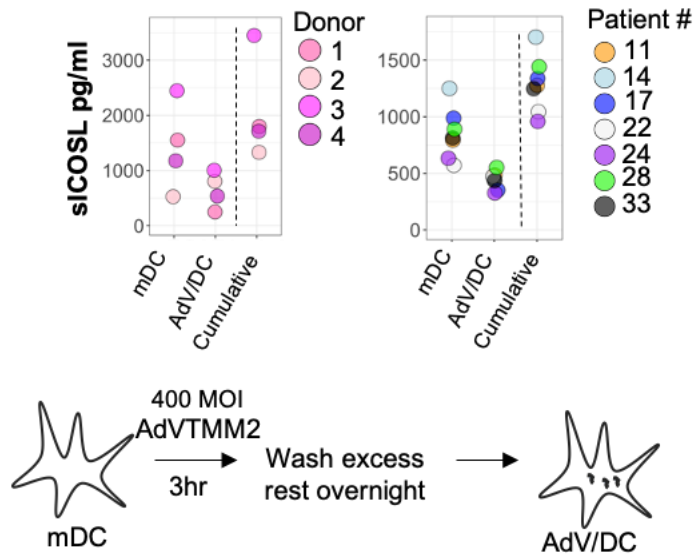 Donor
1
2
3
4
sICOSL pg/ml
3000
2000
1000
0
mDC
AdV/DC
Cumulative
Patient #
11
14
17
22
24
28
33
1500
1000
500
0
mDC
AdV/DC
Cumulative
400 MOI
AdVTMM2
3hr
Wash excess
rest overnight
mDC
AdV/DC